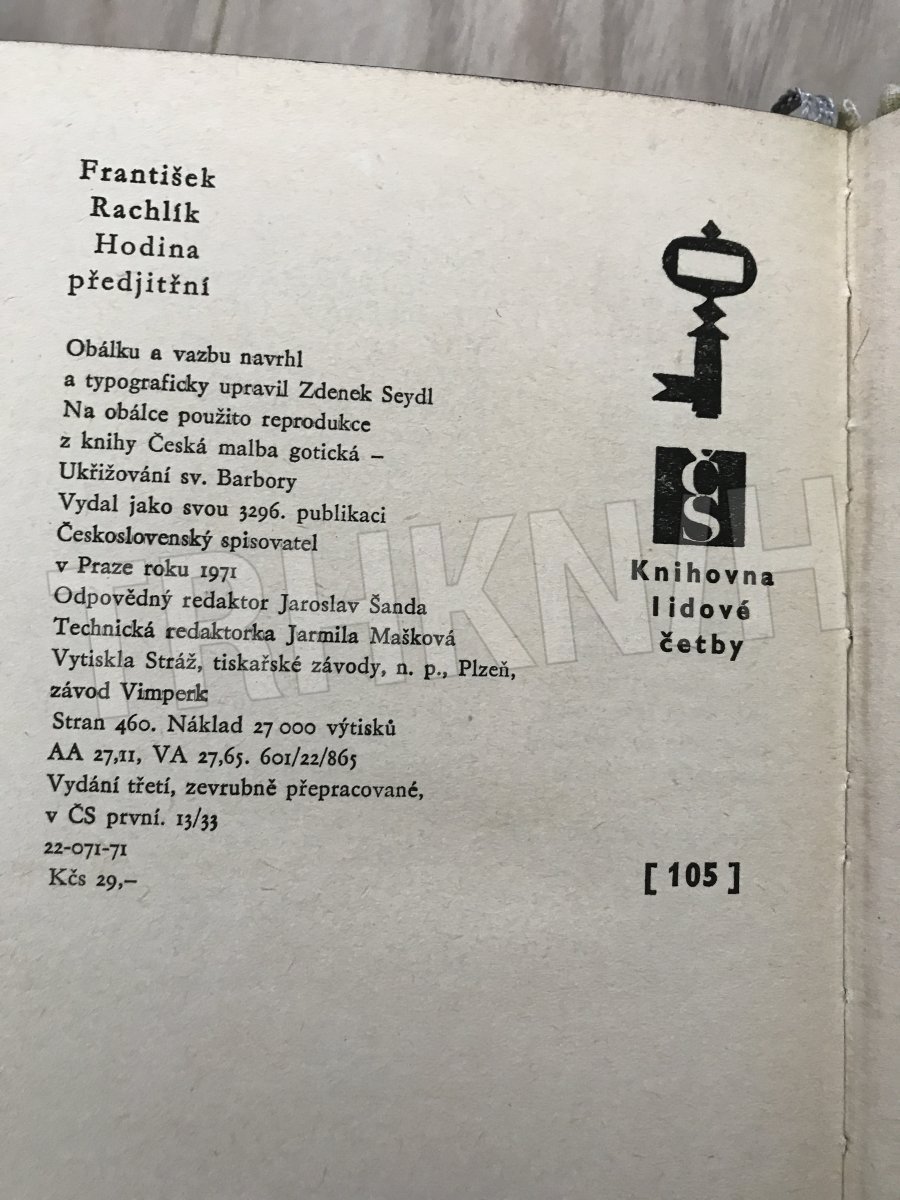 František
Rachlík
Hodina
předjitřní
Obálku a vazbu navrhl
a typograficky upravil Zdenek Seydl
Na obálce použito reprodukce
z knihy Česká malba gotická –
Ukřižování sv. Barbory
Vydal jako svou 3296. publikaci
Československý spisovatel
v Praze roku 1971
Odpovědný redaktor Jaroslav Šanda
Technická redaktorka Jarmila Mašková
Vytiskla Stráž, tiskařské závody, n. p., Plzeň,
závod Vimperk
Stran 460. Náklad 27 000 výtisků
AA 27,11, VA 27,65. 601/22/865
Vydání třetí, zevrubně přepracované,
v ČS první. 13/33
22-071-71
Kčs 29,–
ČS
Knihovna
lidové
četby
[ 105 ]
TRHKNIH